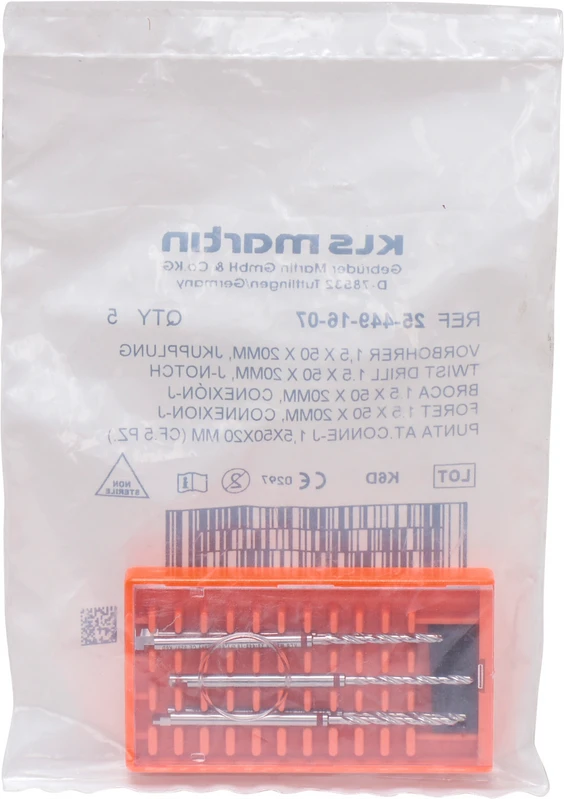 KLS martin
Gebrüder Martin GmbH & Co.KG
D-78532 Tuttlingen/Germany
REF 25-449-16-07 QTY 5
VORBOHRER 1,5 X 50 X 20MM, JKUPPLUNG
TWIST DRILL 1.5 X 50 X 20MM, J-NOTCH
BROCA 1.5 X 50 X 20MM, CONEXIÓN-J
FORET 1.5 X 50 X 20MM, CONNEXION-J
PUNTA AT.CONNE-J 1,5X50X20 MM (CF.5 PZ.)
LOT K6D CE 0297 2 i NON
STERILE